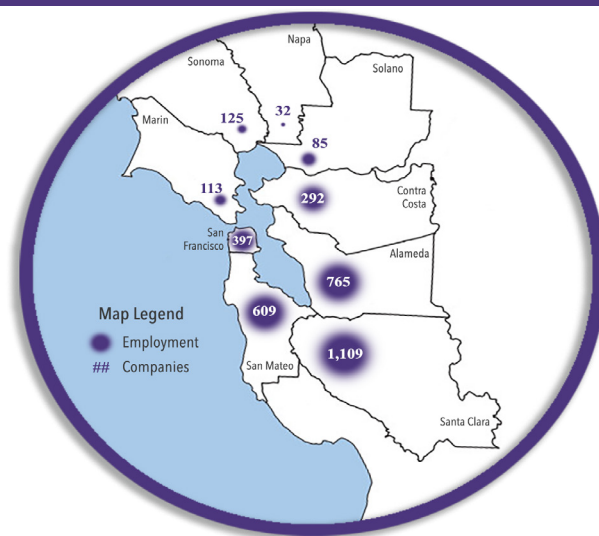 Napa
Sonoma
Solano
32
125
Marin
85
113
292
Contra
Costa
San
Francisco
397
Alameda
765
609
Map Legend
Employment
## Companies
1,109
San Mateo
Santa Clara